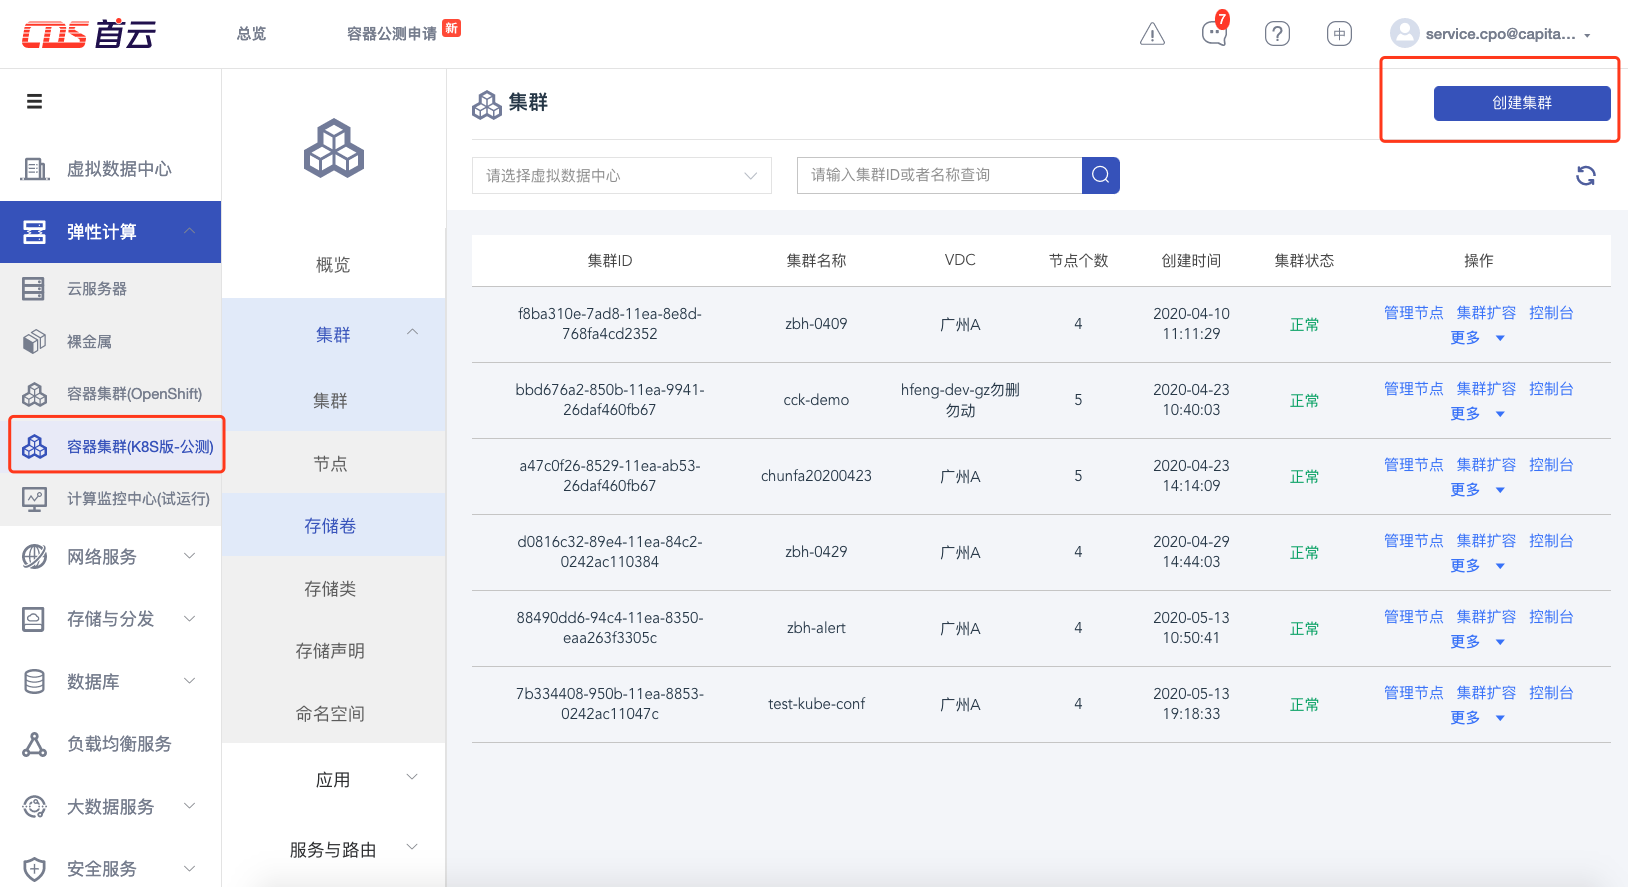 CDS 首云
总览
容器公测申请 新
7
中
service.cpo@capita...
虚拟数据中心
弹性计算
云服务器
裸金属
容器集群(OpenShift)
容器集群(K8S版-公测)
计算监控中心(试运行)
网络服务
存储与分发
数据库
负载均衡服务
大数据服务
安全服务
概览
集群
集群
节点
存储卷
存储类
存储声明
命名空间
应用
服务与路由
集群
创建集群
请选择虚拟数据中心
请输入集群ID或者名称查询
集群ID 集群名称 VDC 节点个数 创建时间 集群状态 操作
f8ba310e-7ad8-11ea-8e8d-
768fa4cd2352
zbh-0409 广州A 4
2020-04-10
11:11:29
正常
管理节点 集群扩容 控制台
更多
bbd676a2-850b-11ea-9941-
26daf460fb67
cck-demo
hfeng-dev-gz勿删
勿动
5
2020-04-23
10:40:03
正常
管理节点 集群扩容 控制台
更多
a47c0f26-8529-11ea-ab53-
26daf460fb67
chunfa20200423 广州A 5
2020-04-23
14:14:09
正常
管理节点 集群扩容 控制台
更多
d0816c32-89e4-11ea-84c2-
0242ac110384
zbh-0429 广州A 4
2020-04-29
14:44:03
正常
管理节点 集群扩容 控制台
更多
88490dd6-94c4-11ea-8350-
eaa263f3305c
zbh-alert 广州A 4
2020-05-13
10:50:41
正常
管理节点 集群扩容 控制台
更多
7b334408-950b-11ea-8853-
0242ac11047c
test-kube-conf 广州A 4
2020-05-13
19:18:33
正常
管理节点 集群扩容 控制台
更多